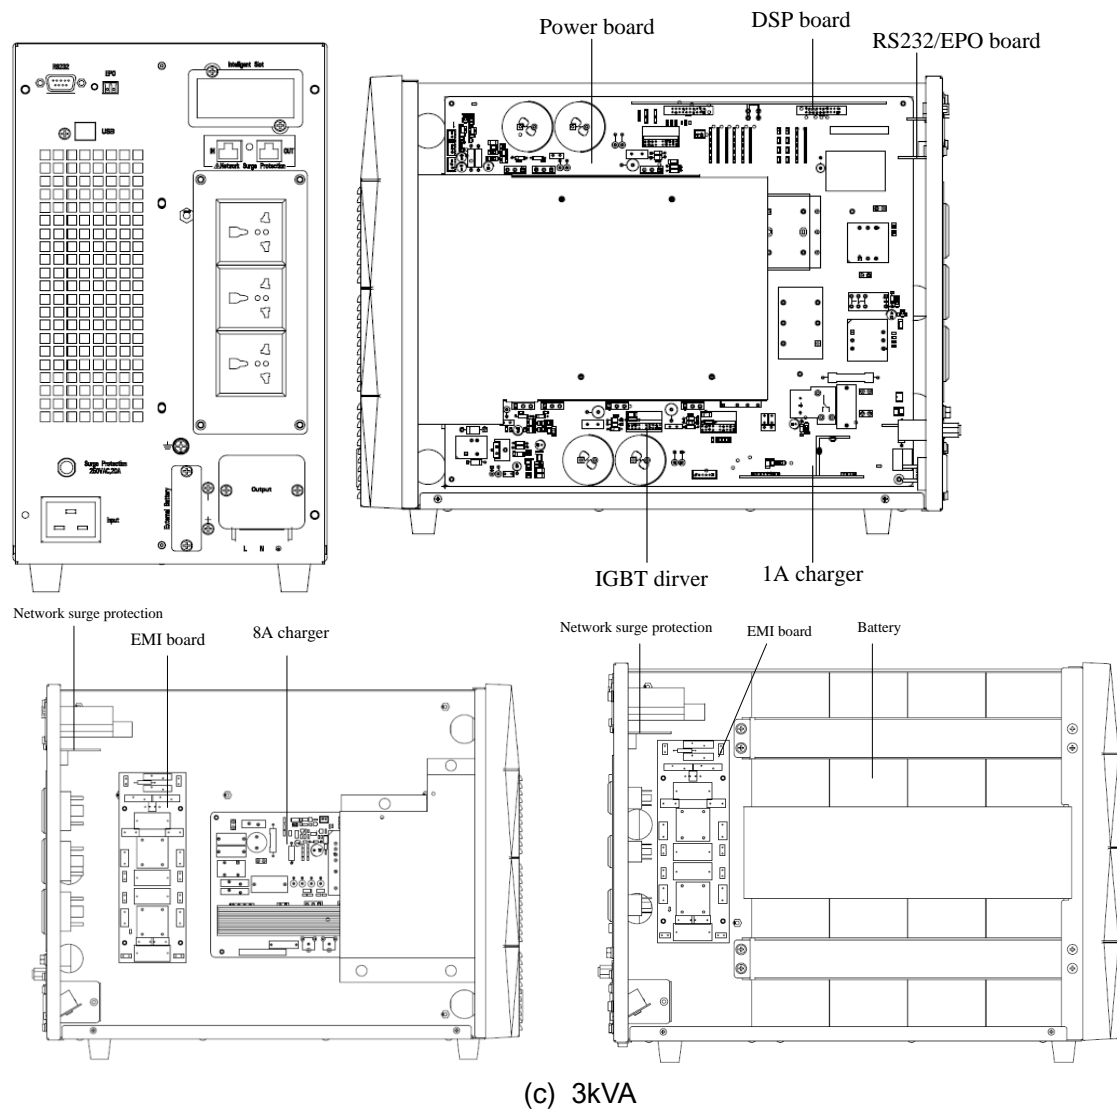 Power board
DSP board
RS232/EPO board
RS232
EPO
Intelligent Slot
USB
IN
OUT
Network Surge Protection
Surge Protection
250VAC,20A
Input
External Battery
Output
L N
IGBT dirver
1A charger
Network surge protection
EMI board
8A charger
Network surge protection
EMI board
Battery
(c) 3kVA